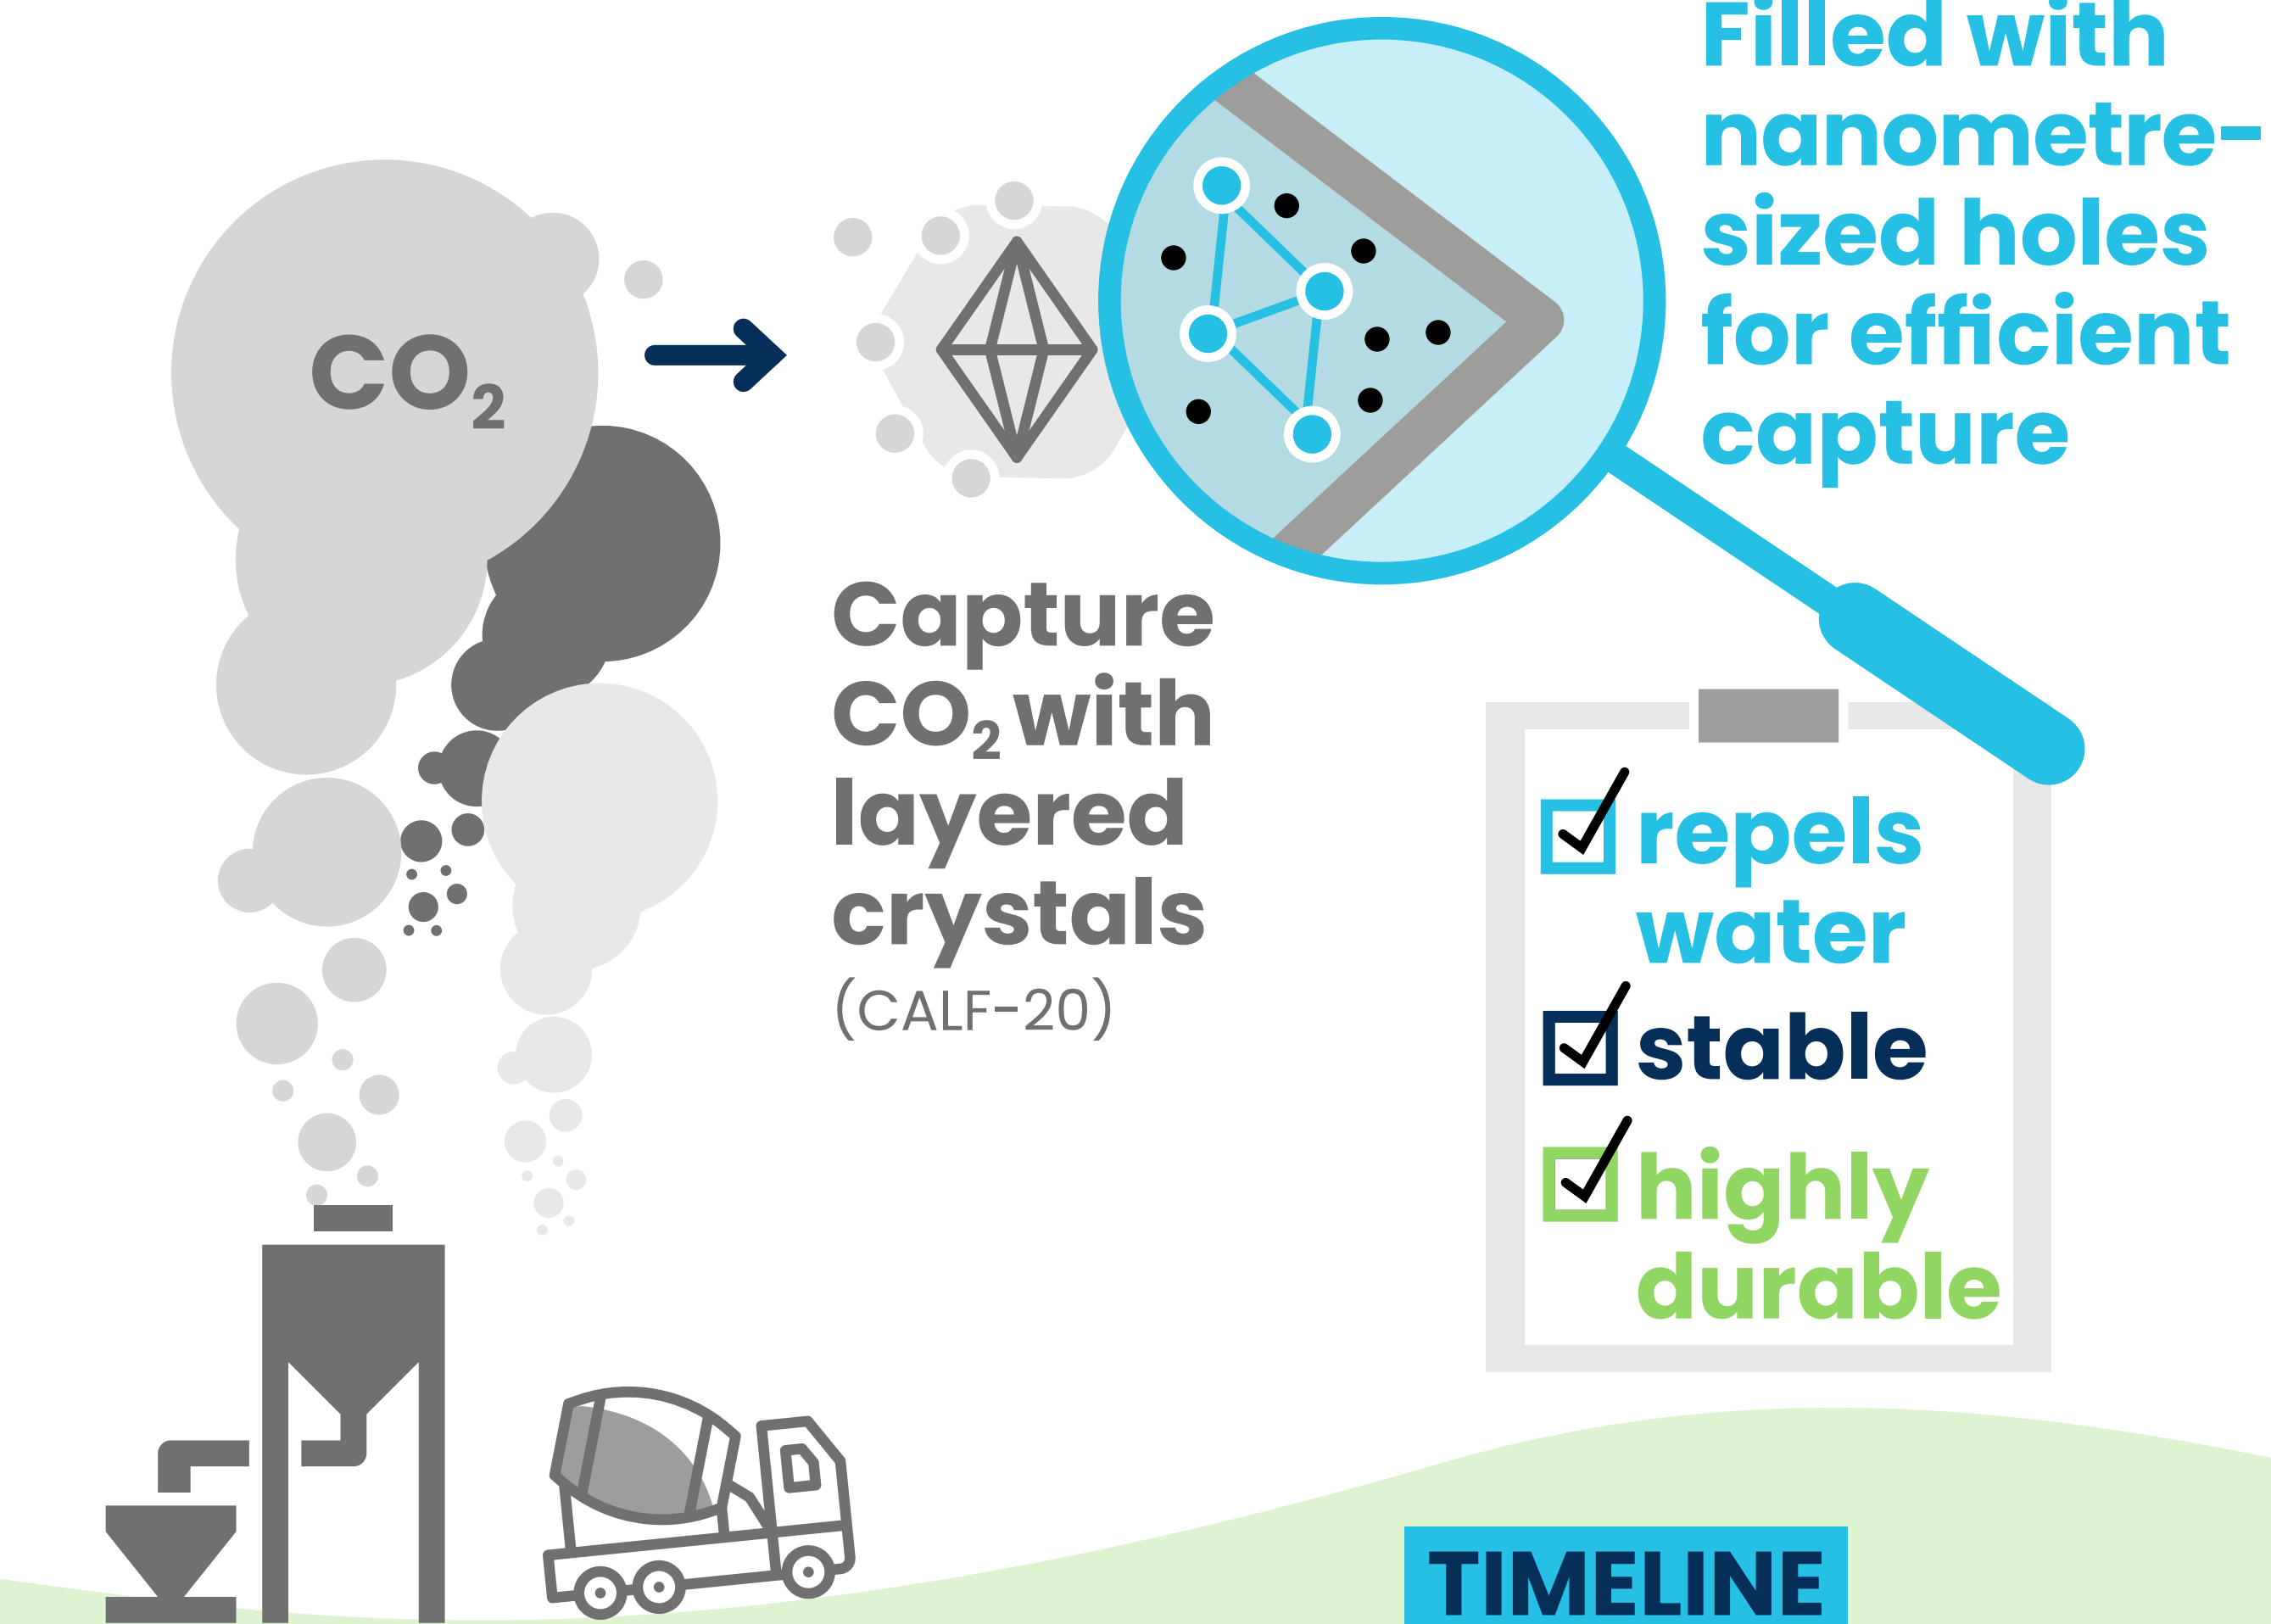 Filled with
nanometre-
sized holes
for efficient
capture
CO₂
Capture
CO₂ with
layered
crystals
(CALF-20)
repels
water
stable
highly
durable
TIMELINE